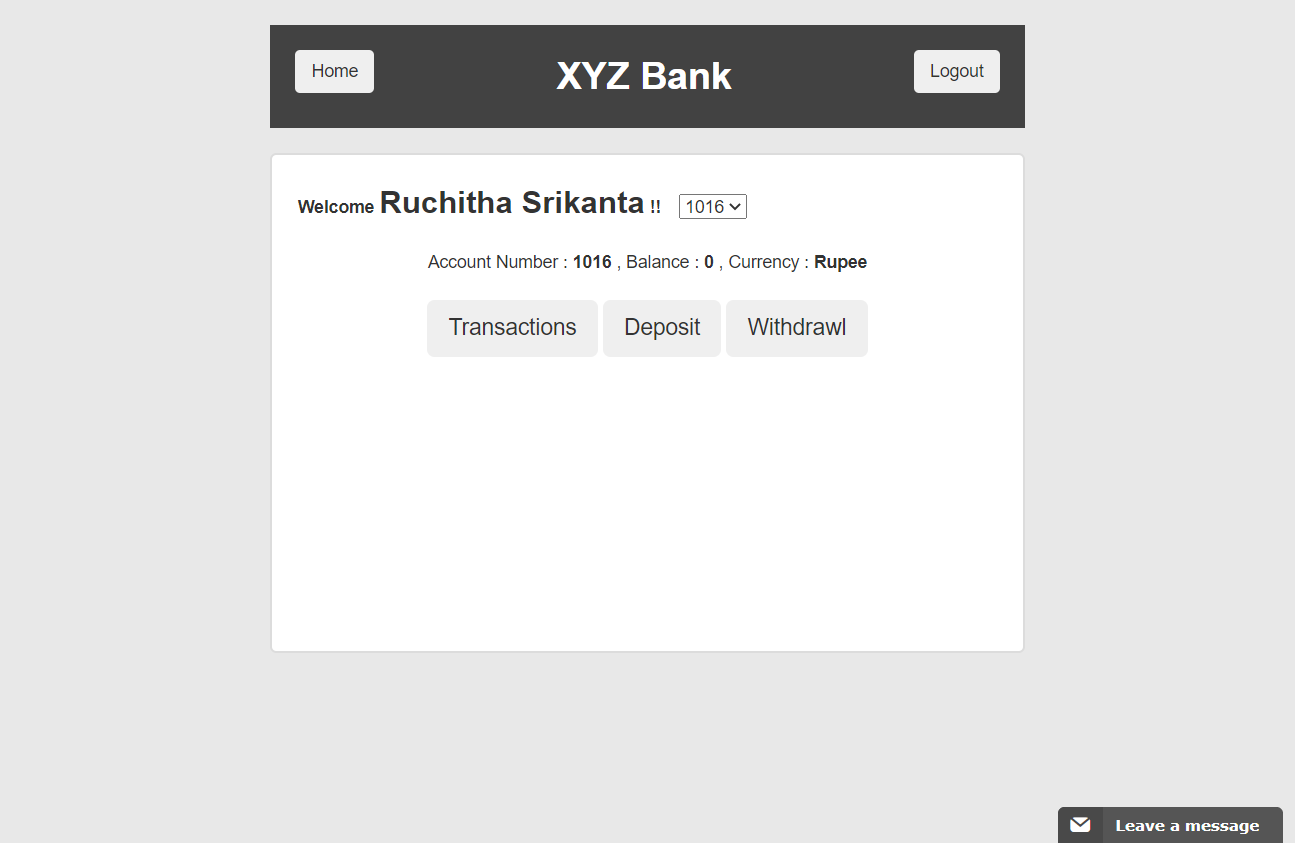 Home
XYZ Bank
Logout
Welcome Ruchitha Srikanta !! 1016
Account Number : 1016 , Balance : 0 , Currency : Rupee
Transactions
Deposit
Withdrawl
Leave a message